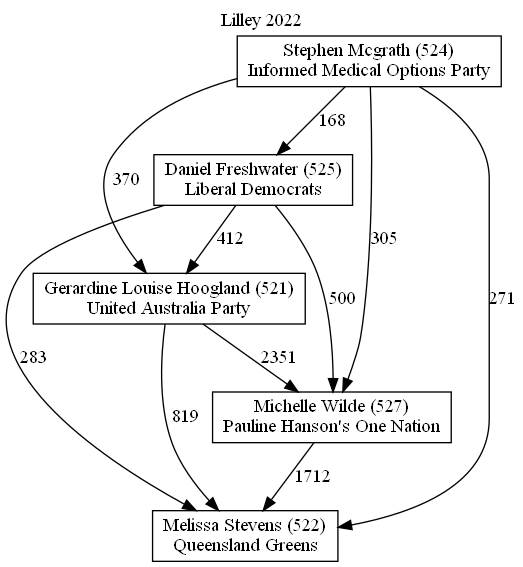 Lilley 2022
Stephen Mcgrath (524)
Informed Medical Options Party
168
Daniel Freshwater (525)
Liberal Democrats
370
412
305
Gerardine Louise Hoogland (521)
United Australia Party
500
271
283
2351
Michelle Wilde (527)
Pauline Hanson's One Nation
819
1712
Melissa Stevens (522)
Queensland Greens